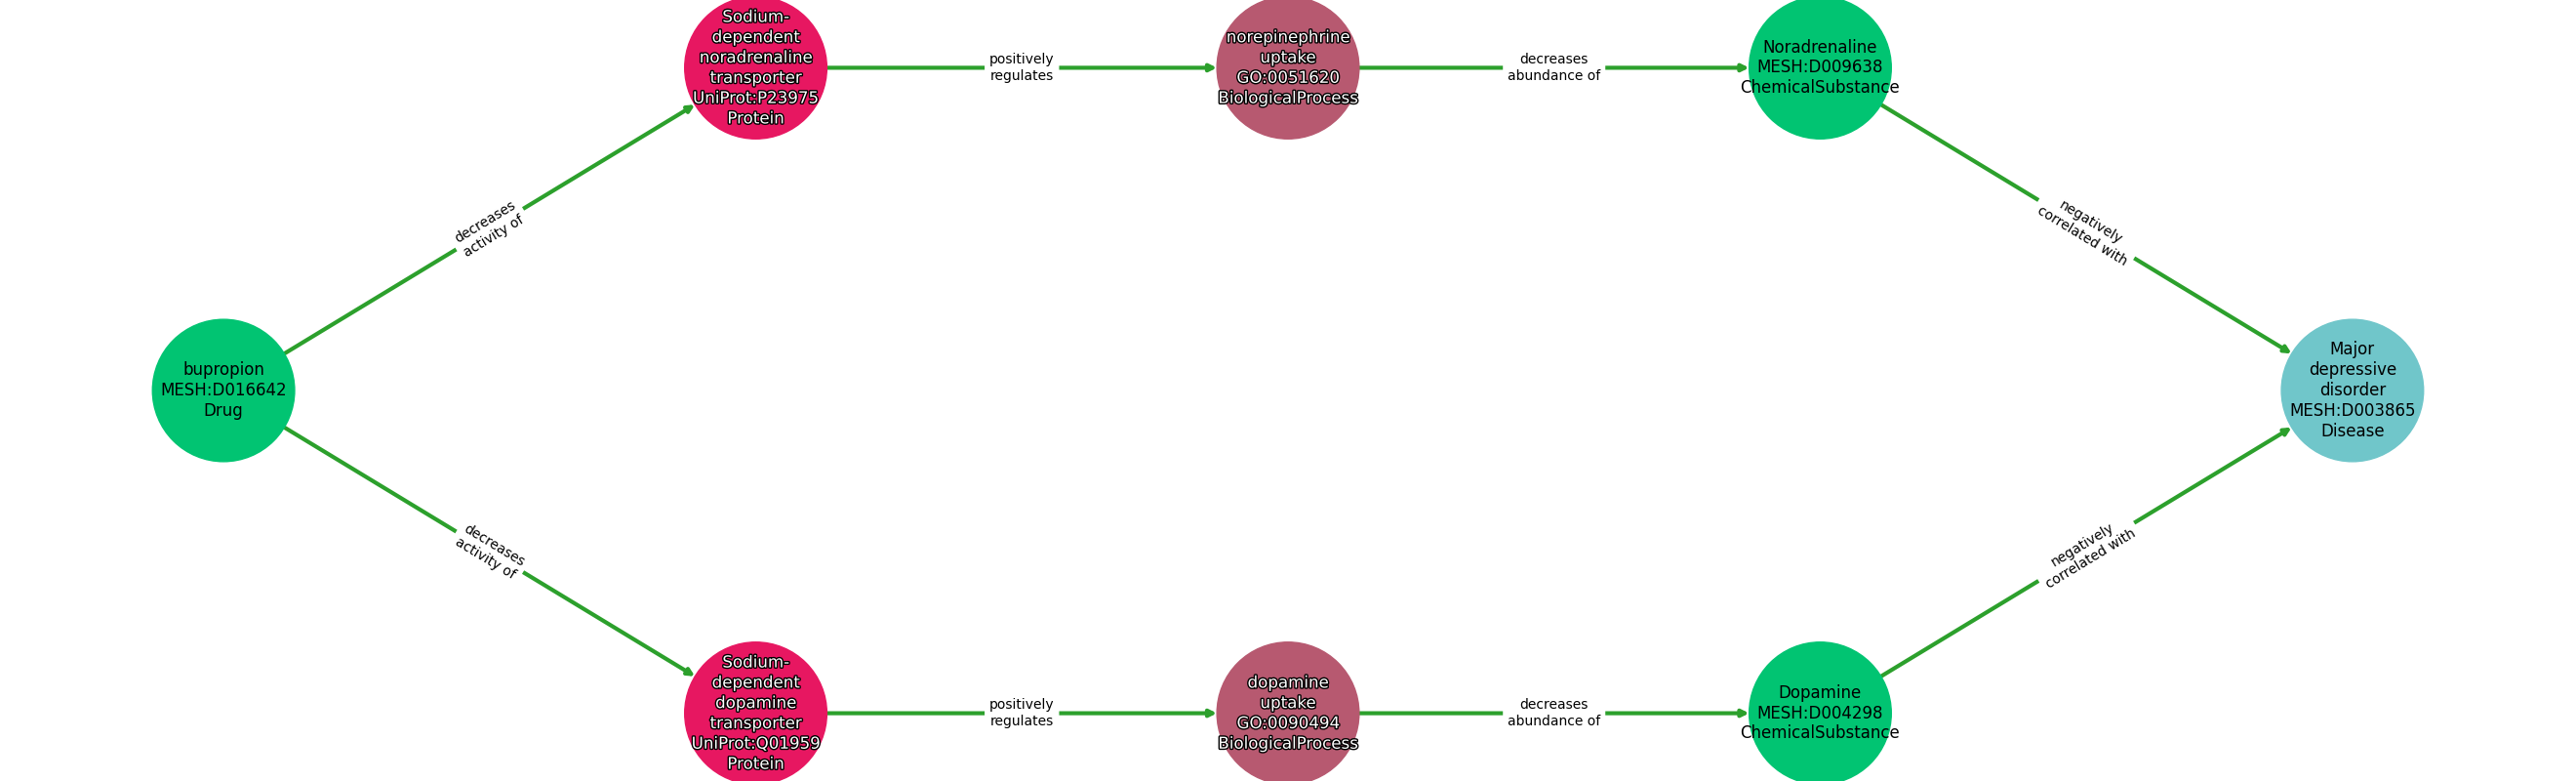 Sodium-
dependent
noradrenaline
transporter
UniProt:P23975
Protein
positively
regulates
norepinephrine
uptake
GO:0051620
BiologicalProcess
decreases
abundance of
Noradrenaline
MESH:D009638
ChemicalSubstance
decreases
activity of
negatively
correlated with
bupropion
MESH:D016642
Drug
Major
depressive
disorder
MESH:D003865
Disease
decreases
activity of
negatively
correlated with
Sodium-
dependent
dopamine
transporter
UniProt:Q01959
Protein
positively
regulates
dopamine
uptake
GO:0090494
BiologicalProcess
decreases
abundance of
Dopamine
MESH:D004298
ChemicalSubstance